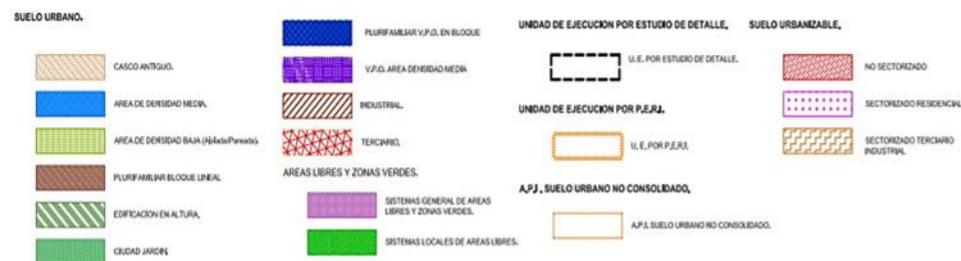 SUELO URBANO.
CASCO ANTIGUO.
AREA DE DENSIDAD MEDIA.
AREA DE DENSIDAD BAJA (Aislada/Pareada).
PLURIFAMILIAR BLOQUE LINEAL
EDIFICACION EN ALTURA.
CIUDAD JARDIN.
PLURIFAMILIAR V.P.O. EN BLOQUE
V.P.O. AREA DENSIDAD MEDIA
INDUSTRIAL.
TERCIARIO.
AREAS LIBRES Y ZONAS VERDES.
SISTEMAS GENERAL DE AREAS
LIBRES Y ZONAS VERDES.
SISTEMAS LOCALES DE AREAS LIBRES.
UNIDAD DE EJECUCION POR ESTUDIO DE DETALLE.
U. E. POR ESTUDIO DE DETALLE.
UNIDAD DE EJECUCION POR P.E.R.I.
U. E. POR P.E.R.I.
A.P.I. SUELO URBANO NO CONSOLIDADO.
A.P.I. SUELO URBANO NO CONSOLIDADO.
SUELO URBANIZABLE.
NO SECTORIZADO
SECTORIZADO RESIDENCIAL
SECTORIZADO TERCIARIO
INDUSTRIAL